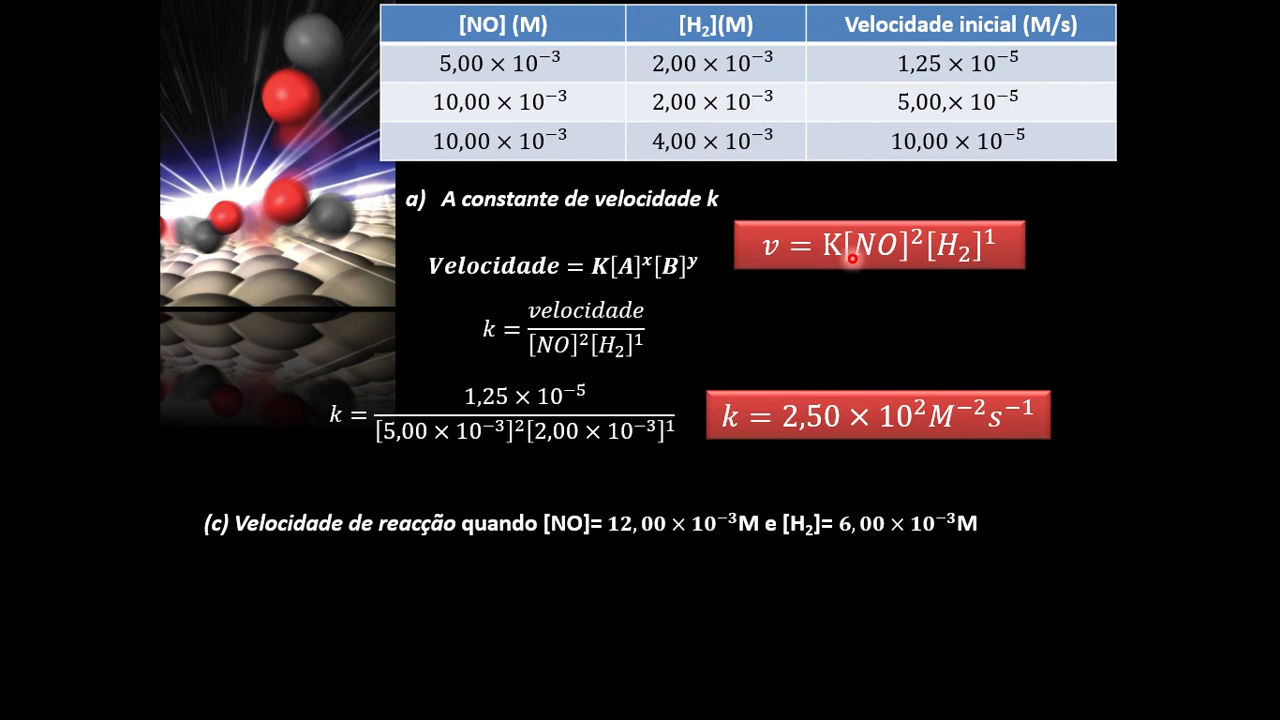 [NO] (M) [H₂](M) Velocidade inicial (M/s)
5,00 × 10⁻³ 2,00 × 10⁻³ 1,25 × 10⁻⁵
10,00 × 10⁻³ 2,00 × 10⁻³ 5,00,× 10⁻⁵
10,00 × 10⁻³ 4,00 × 10⁻³ 10,00 × 10⁻⁵
a) A constante de velocidade k
v = K[NO]²[H₂]¹
Velocidade = K[A]ˣ[B]ʸ
k = velocidade / [NO]²[H₂]¹
k = 1,25 × 10⁻⁵ / [5,00 × 10⁻³]²[2,00 × 10⁻³]¹
k = 2,50 × 10²M⁻²s⁻¹
(c) Velocidade de reacção quando [NO]= 12,00 × 10⁻³M e [H₂]= 6,00 × 10⁻³M